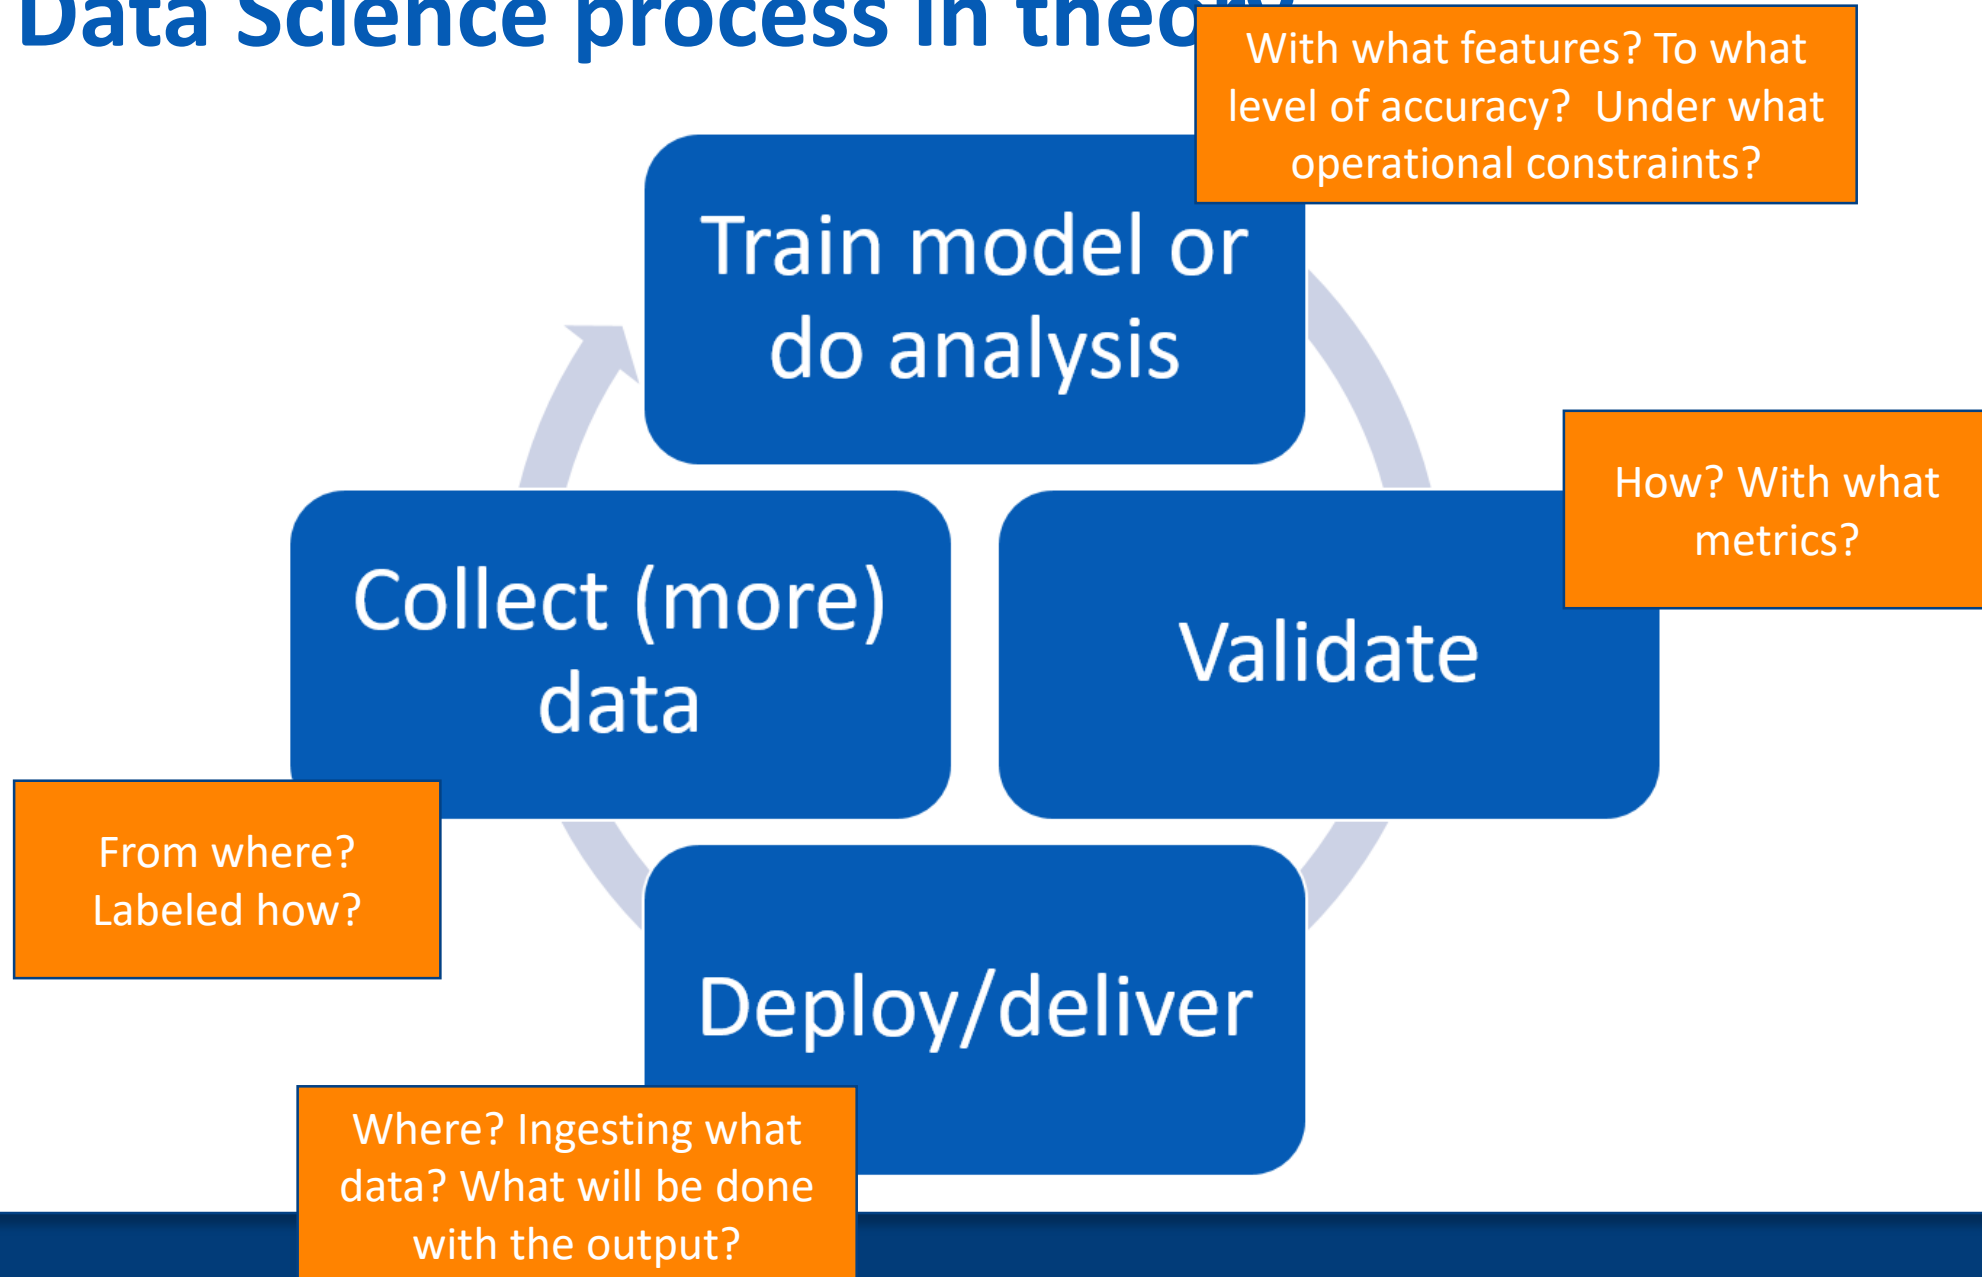 Data Science process in theory
With what features? To what
level of accuracy?  Under what
operational constraints?
Train model or
do analysis
How? With what
metrics?
Collect (more)
data
Validate
From where?
Labeled how?
Deploy/deliver
Where? Ingesting what
data? What will be done
with the output?